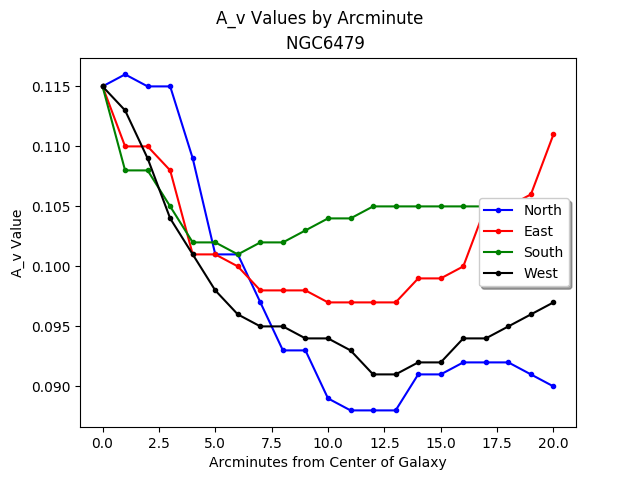 A_v Values by Arcminute
NGC6479
A_v Value
0.115
0.110
0.105
0.100
0.095
0.090
0.0
2.5
5.0
7.5
10.0
12.5
15.0
17.5
20.0
Arcminutes from Center of Galaxy
North
East
South
West